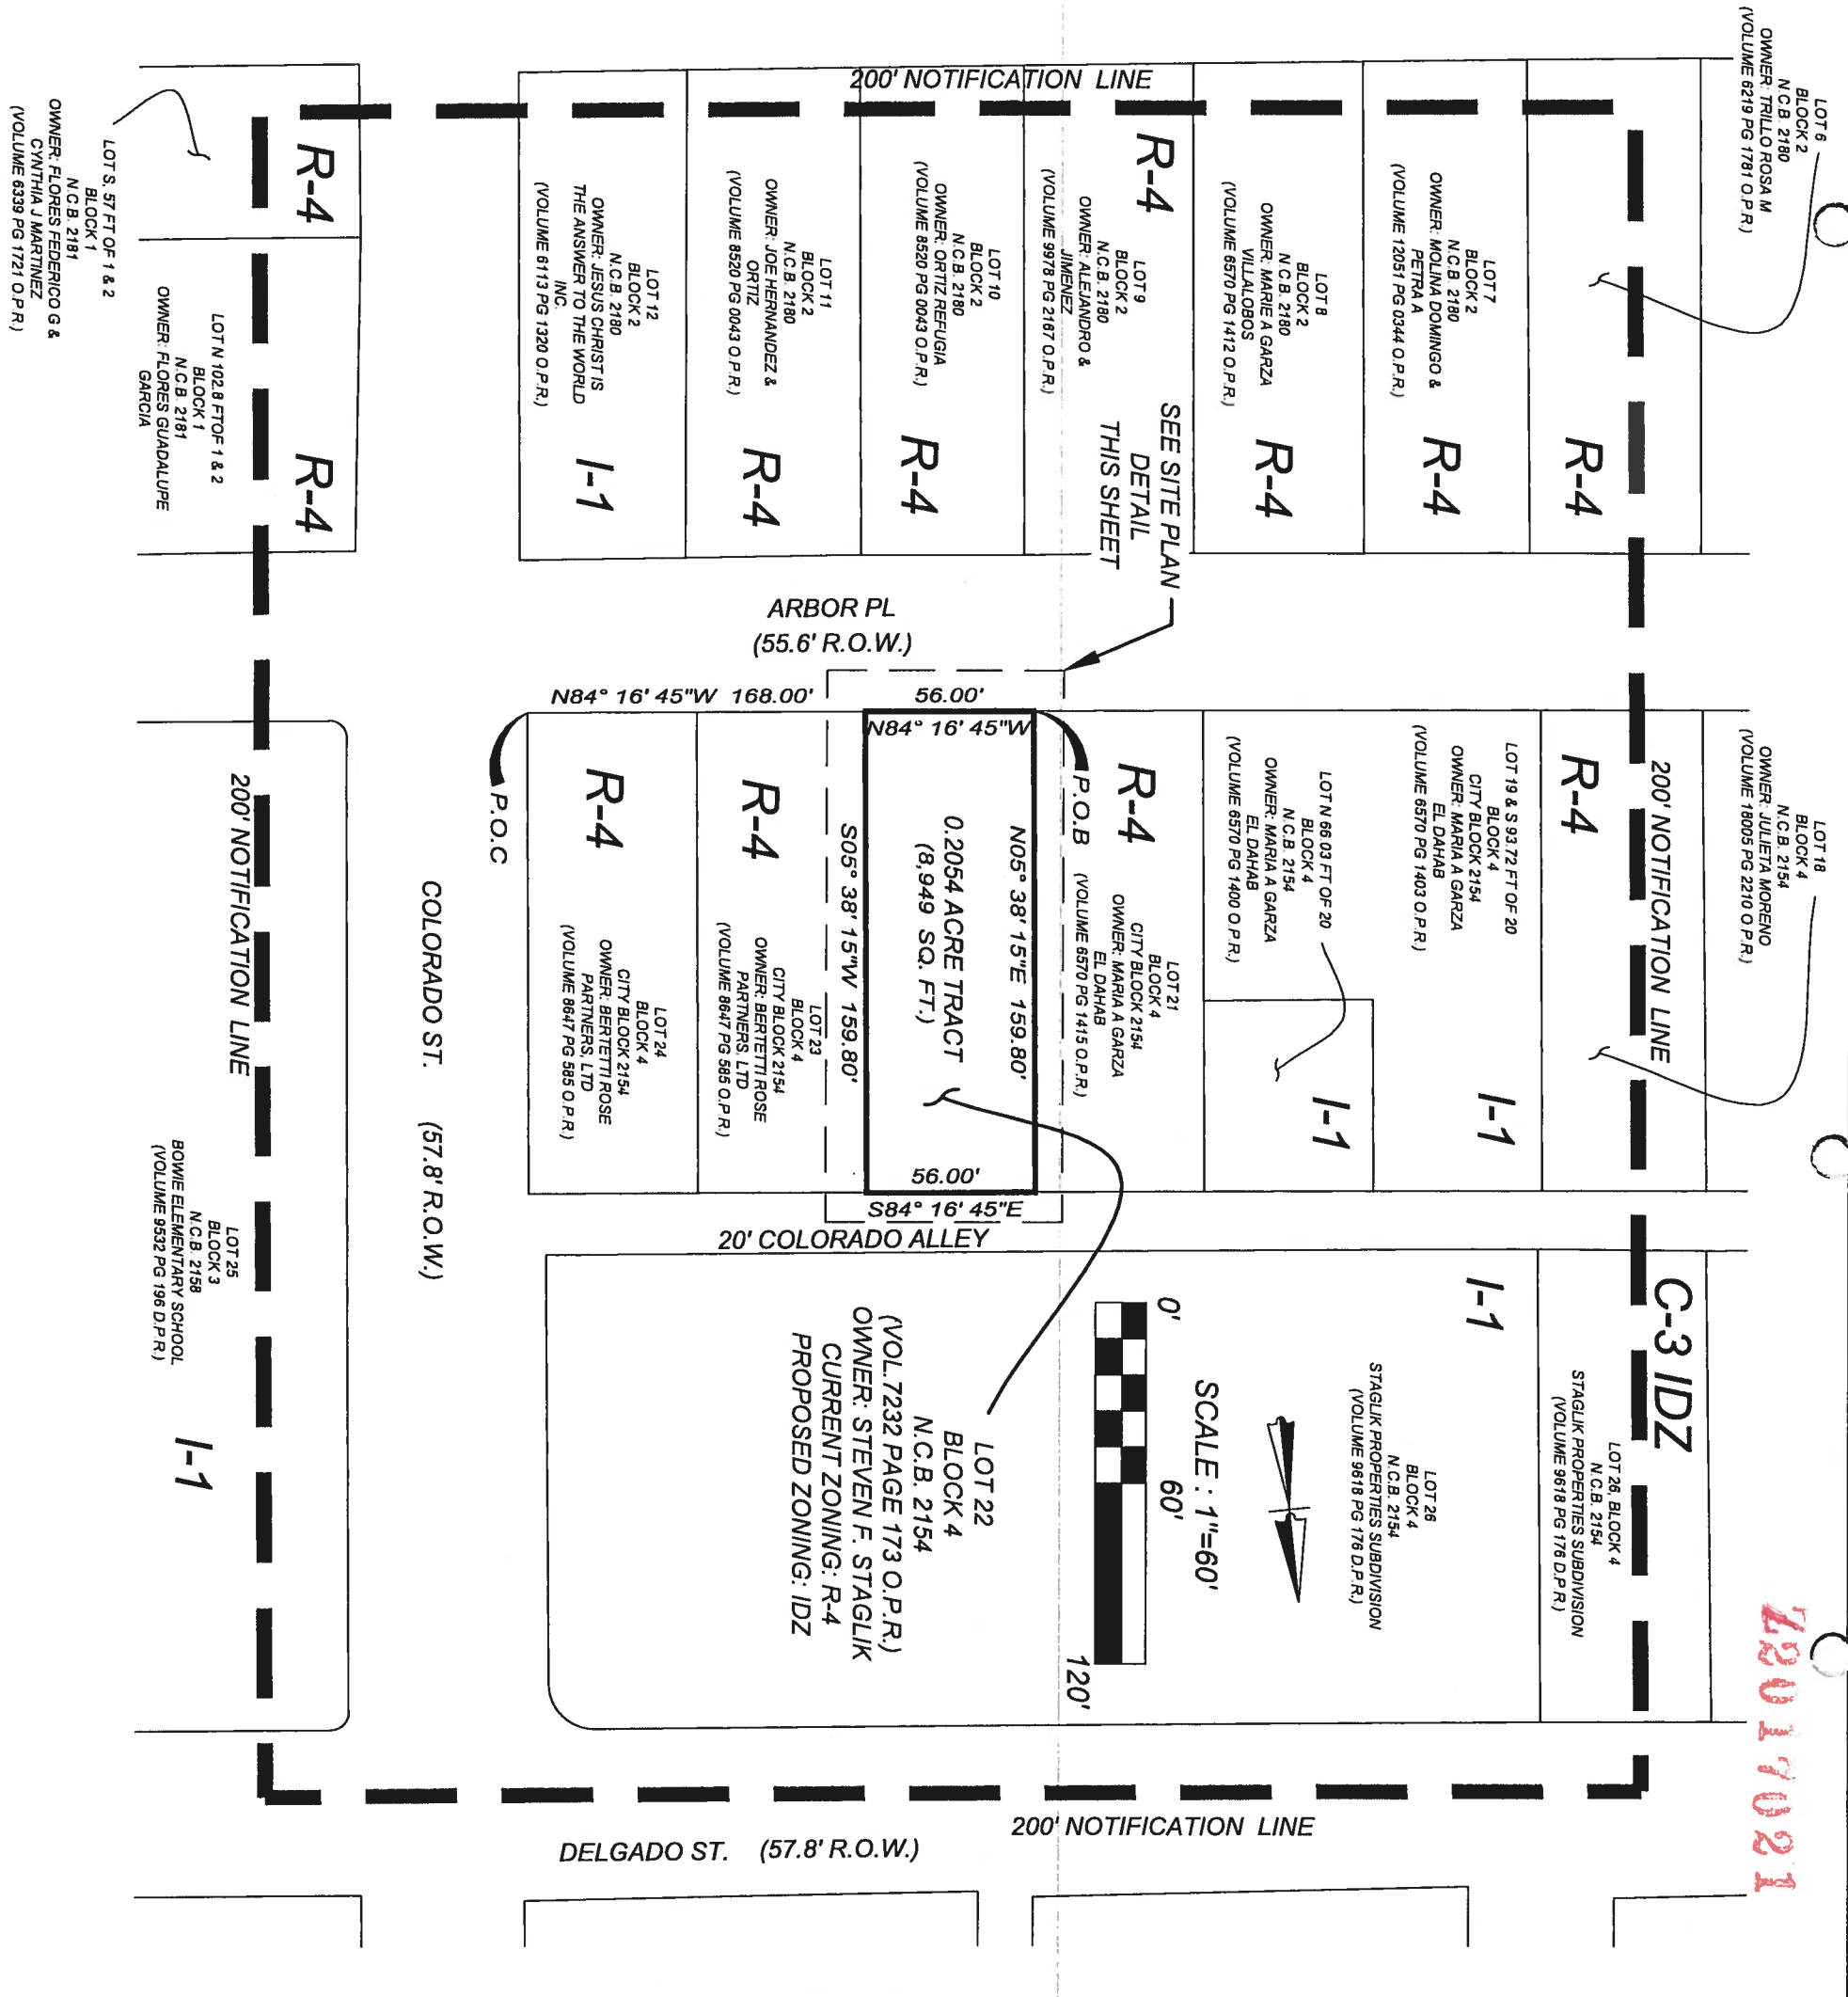 LOT 6
BLOCK 2
N.C.B. 2180
OWNER: TRILLO ROSA M
(VOLUME 6219 PG 1781 O.P.R.)
200' NOTIFICATION LINE
LOT 7
BLOCK 2
N.C.B. 2180
OWNER: MOLINA DOMINGO &
PETRA A
(VOLUME 12051 PG 0344 O.P.R.)
R-4
R-4
LOT 8
BLOCK 2
N.C.B. 2180
OWNER: MARIE A GARZA
VILLALOBOS
(VOLUME 6570 PG 1412 O.P.R.)
R-4
R-4
LOT 9
BLOCK 2
N.C.B. 2180
OWNER: ALEJANDRO &
JIMENEZ
(VOLUME 9978 PG 2167 O.P.R.)
SEE SITE PLAN
DETAIL
THIS SHEET
LOT 10
BLOCK 2
N.C.B. 2180
OWNER: ORTIZ REFUGIA
(VOLUME 8520 PG 0043 O.P.R.)
R-4
LOT 11
BLOCK 2
N.C.B. 2180
OWNER: JOE HERNANDEZ &
ORTIZ
(VOLUME 8520 PG 0043 O.P.R.)
R-4
LOT 12
BLOCK 2
N.C.B. 2180
OWNER: JESUS CHRIST IS
THE ANSWER TO THE WORLD
INC.
(VOLUME 6113 PG 1320 O.P.R.)
I-1
R-4
R-4
LOT S. 57 FT OF 1 & 2
BLOCK 1
N.C.B. 2181
OWNER: FLORES FEDERICO G &
CYNTHIA J MARTINEZ
(VOLUME 6339 PG 1721 O.P.R.)
LOT N 102.8 FT OF 1 & 2
BLOCK 1
N.C.B. 2181
OWNER: FLORES GUADALUPE
GARCIA
ARBOR PL
(55.6' R.O.W.)
N84° 16' 45"W 168.00'
56.00'
N84° 16' 45"W
LOT 18
BLOCK 4
N.C.B. 2154
OWNER: JULIETA MORENO
(VOLUME 18005 PG 2210 O.P.R.)
200' NOTIFICATION LINE
R-4
LOT 19 & S 93.72 FT OF 20
BLOCK 4
CITY BLOCK 2154
OWNER: MARIA A GARZA
EL DAHAB
(VOLUME 6570 PG 1403 O.P.R.)
I-1
LOT N 66.03 FT OF 20
BLOCK 4
N.C.B. 2154
OWNER: MARIA A GARZA
EL DAHAB
(VOLUME 6570 PG 1400 O.P.R.)
I-1
R-4
LOT 21
BLOCK 4
CITY BLOCK 2154
OWNER: MARIA A GARZA
EL DAHAB
(VOLUME 6570 PG 1415 O.P.R.)
P.O.B
N05° 38' 15"E 159.80'
0.2054 ACRE TRACT
(8,949 SQ. FT.)
S05° 38' 15"W 159.80'
56.00'
S84° 16' 45"E
R-4
LOT 23
BLOCK 4
CITY BLOCK 2154
OWNER: BERTETTI ROSE
PARTNERS, LTD
(VOLUME 8647 PG 585 O.P.R.)
R-4
LOT 24
BLOCK 4
CITY BLOCK 2154
OWNER: BERTETTI ROSE
PARTNERS, LTD
(VOLUME 8647 PG 585 O.P.R.)
P.O.C
COLORADO ST. (57.8' R.O.W.)
200' NOTIFICATION LINE
LOT 25
BLOCK 3
N.C.B. 2158
BOWIE ELEMENTARY SCHOOL
(VOLUME 9532 PG 196 D.P.R.)
I-1
20' COLORADO ALLEY
C-3 IDZ
LOT 26, BLOCK 4
N.C.B. 2154
STAGLIK PROPERTIES SUBDIVISION
(VOLUME 9618 PG 176 D.P.R.)
I-1
LOT 26
BLOCK 4
N.C.B. 2154
STAGLIK PROPERTIES SUBDIVISION
(VOLUME 9618 PG 176 D.P.R.)
SCALE : 1"=60'
0' 60' 120'
LOT 22
BLOCK 4
N.C.B. 2154
(VOL.7232 PAGE 173 O.P.R.)
OWNER: STEVEN F. STAGLIK
CURRENT ZONING: R-4
PROPOSED ZONING: IDZ
200' NOTIFICATION LINE
DELGADO ST. (57.8' R.O.W.)
Z2017021